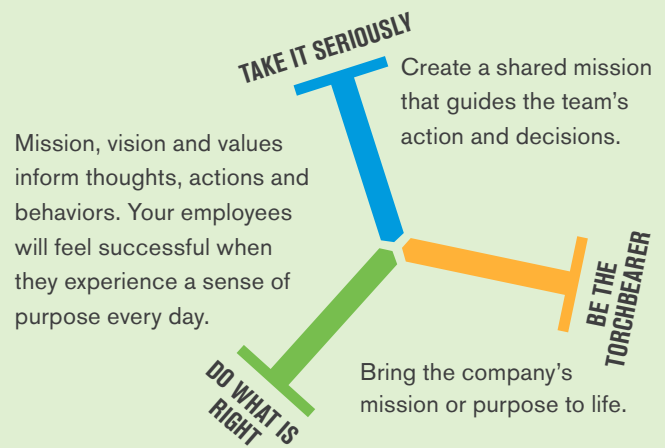 TAKE IT SERIOUSLY
Create a shared mission
that guides the team's
action and decisions.
Mission, vision and values
inform thoughts, actions and
behaviors. Your employees
will feel successful when
they experience a sense of
purpose every day.
BE THE
TORCHBEARER
Bring the company's
mission or purpose to life.
DO WHAT IS
RIGHT